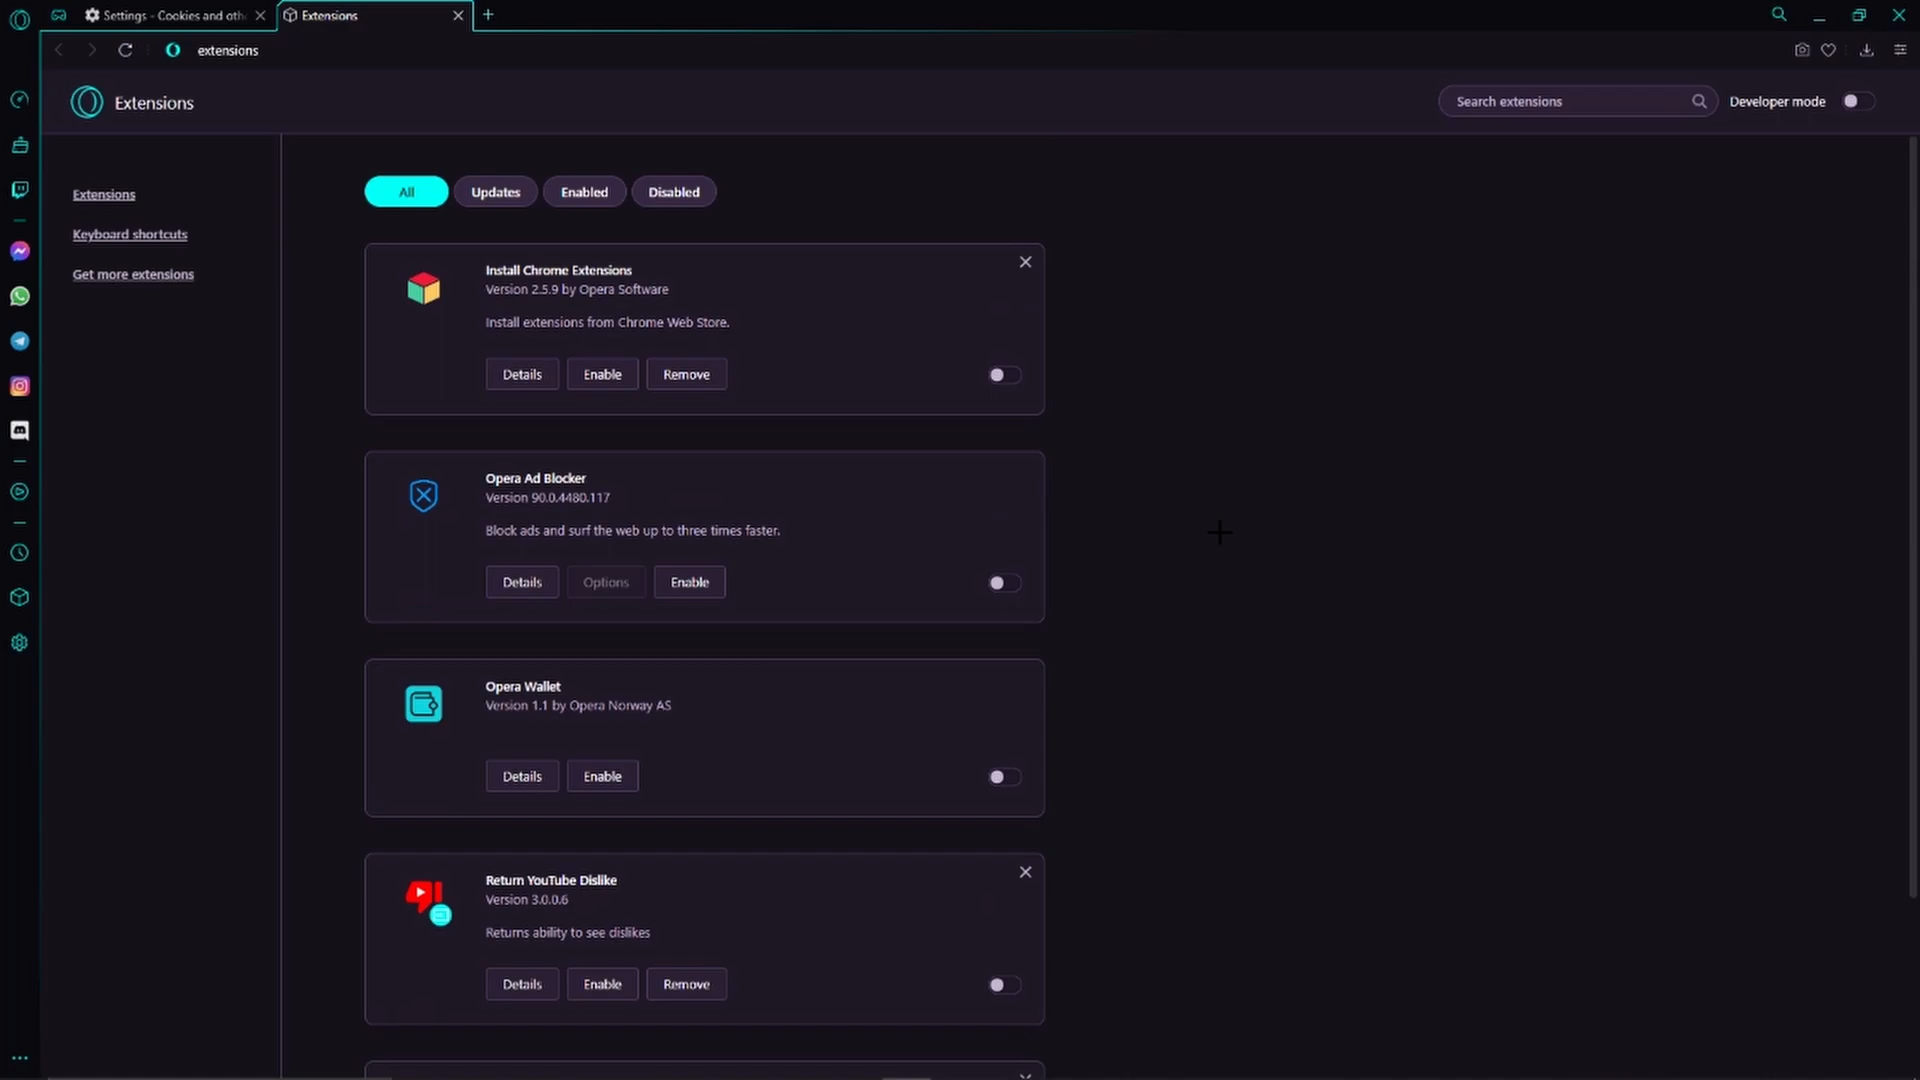 Settings - Cookies and oth
Extensions
extensions
Extensions
Search extensions
Developer mode
Extensions
Keyboard shortcuts
Get more extensions
All
Updates
Enabled
Disabled
Install Chrome Extensions
Version 2.5.9 by Opera Software
Install extensions from Chrome Web Store.
Details
Enable
Remove
Opera Ad Blocker
Version 90.0.4480.117
Block ads and surf the web up to three times faster.
Details
Options
Enable
Opera Wallet
Version 1.1 by Opera Norway AS
Details
Enable
Return YouTube Dislike
Version 3.0.0.6
Returns ability to see dislikes
Details
Enable
Remove